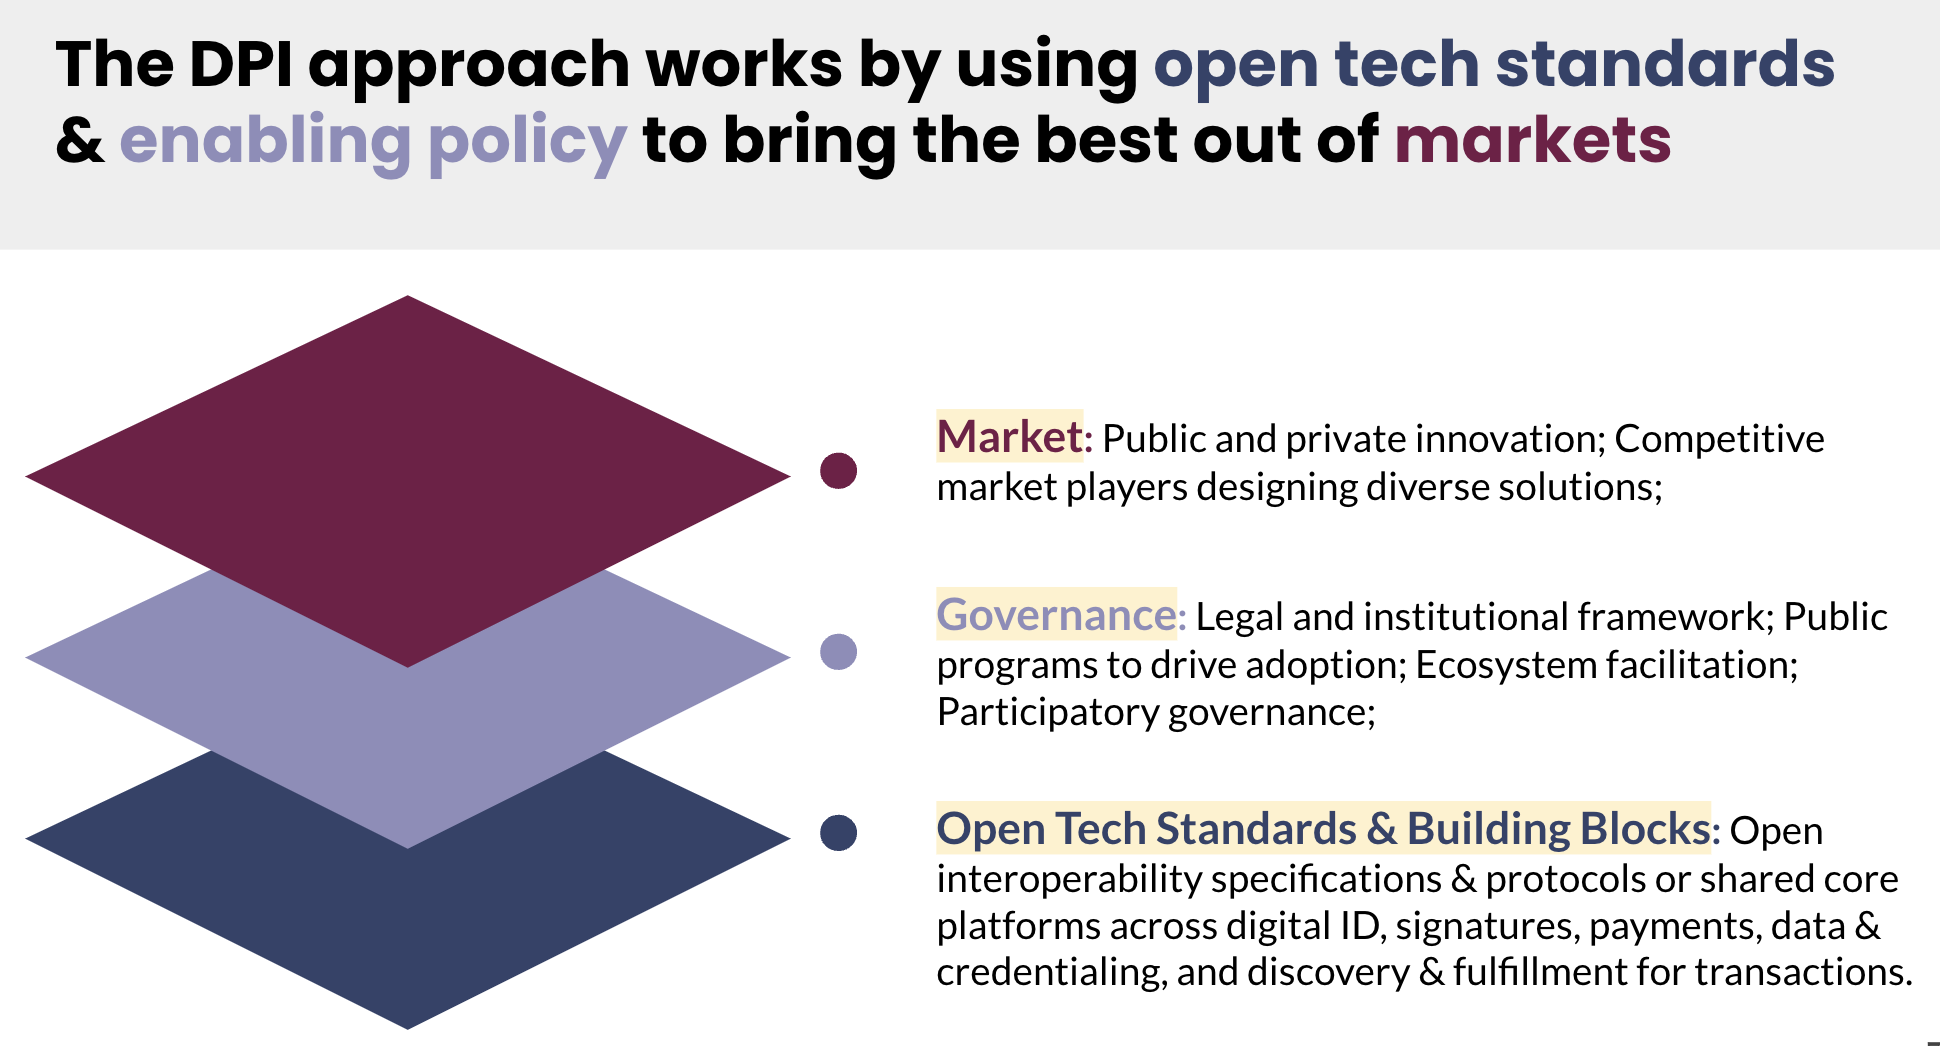 The DPI approach works by using open tech standards
& enabling policy to bring the best out of markets
Market: Public and private innovation; Competitive
market players designing diverse solutions;
Governance: Legal and institutional framework; Public
programs to drive adoption; Ecosystem facilitation;
Participatory governance;
Open Tech Standards & Building Blocks: Open
interoperability specifications & protocols or shared core
platforms across digital ID, signatures, payments, data &
credentialing, and discovery & fulfillment for transactions.